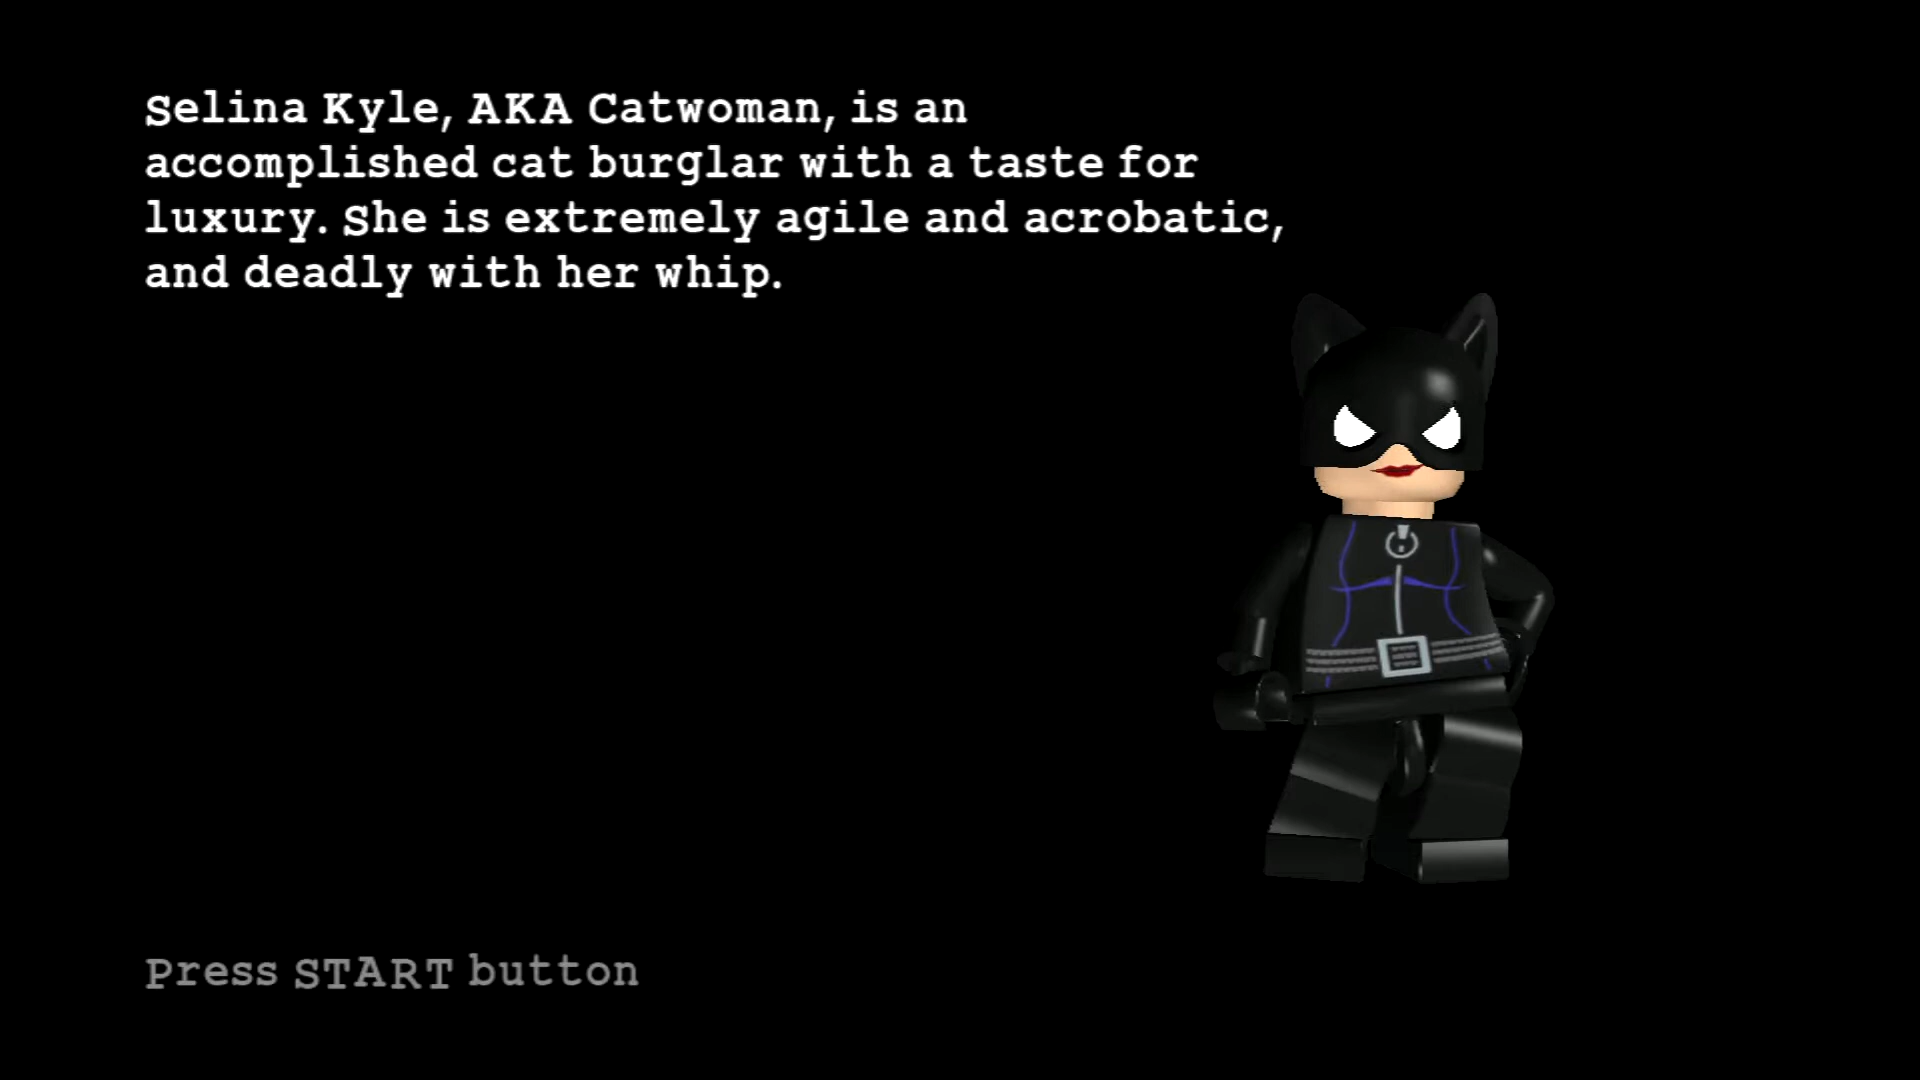 Selina Kyle, AKA Catwoman, is an
accomplished cat burglar with a taste for
luxury. She is extremely agile and acrobatic,
and deadly with her whip.
Press START button